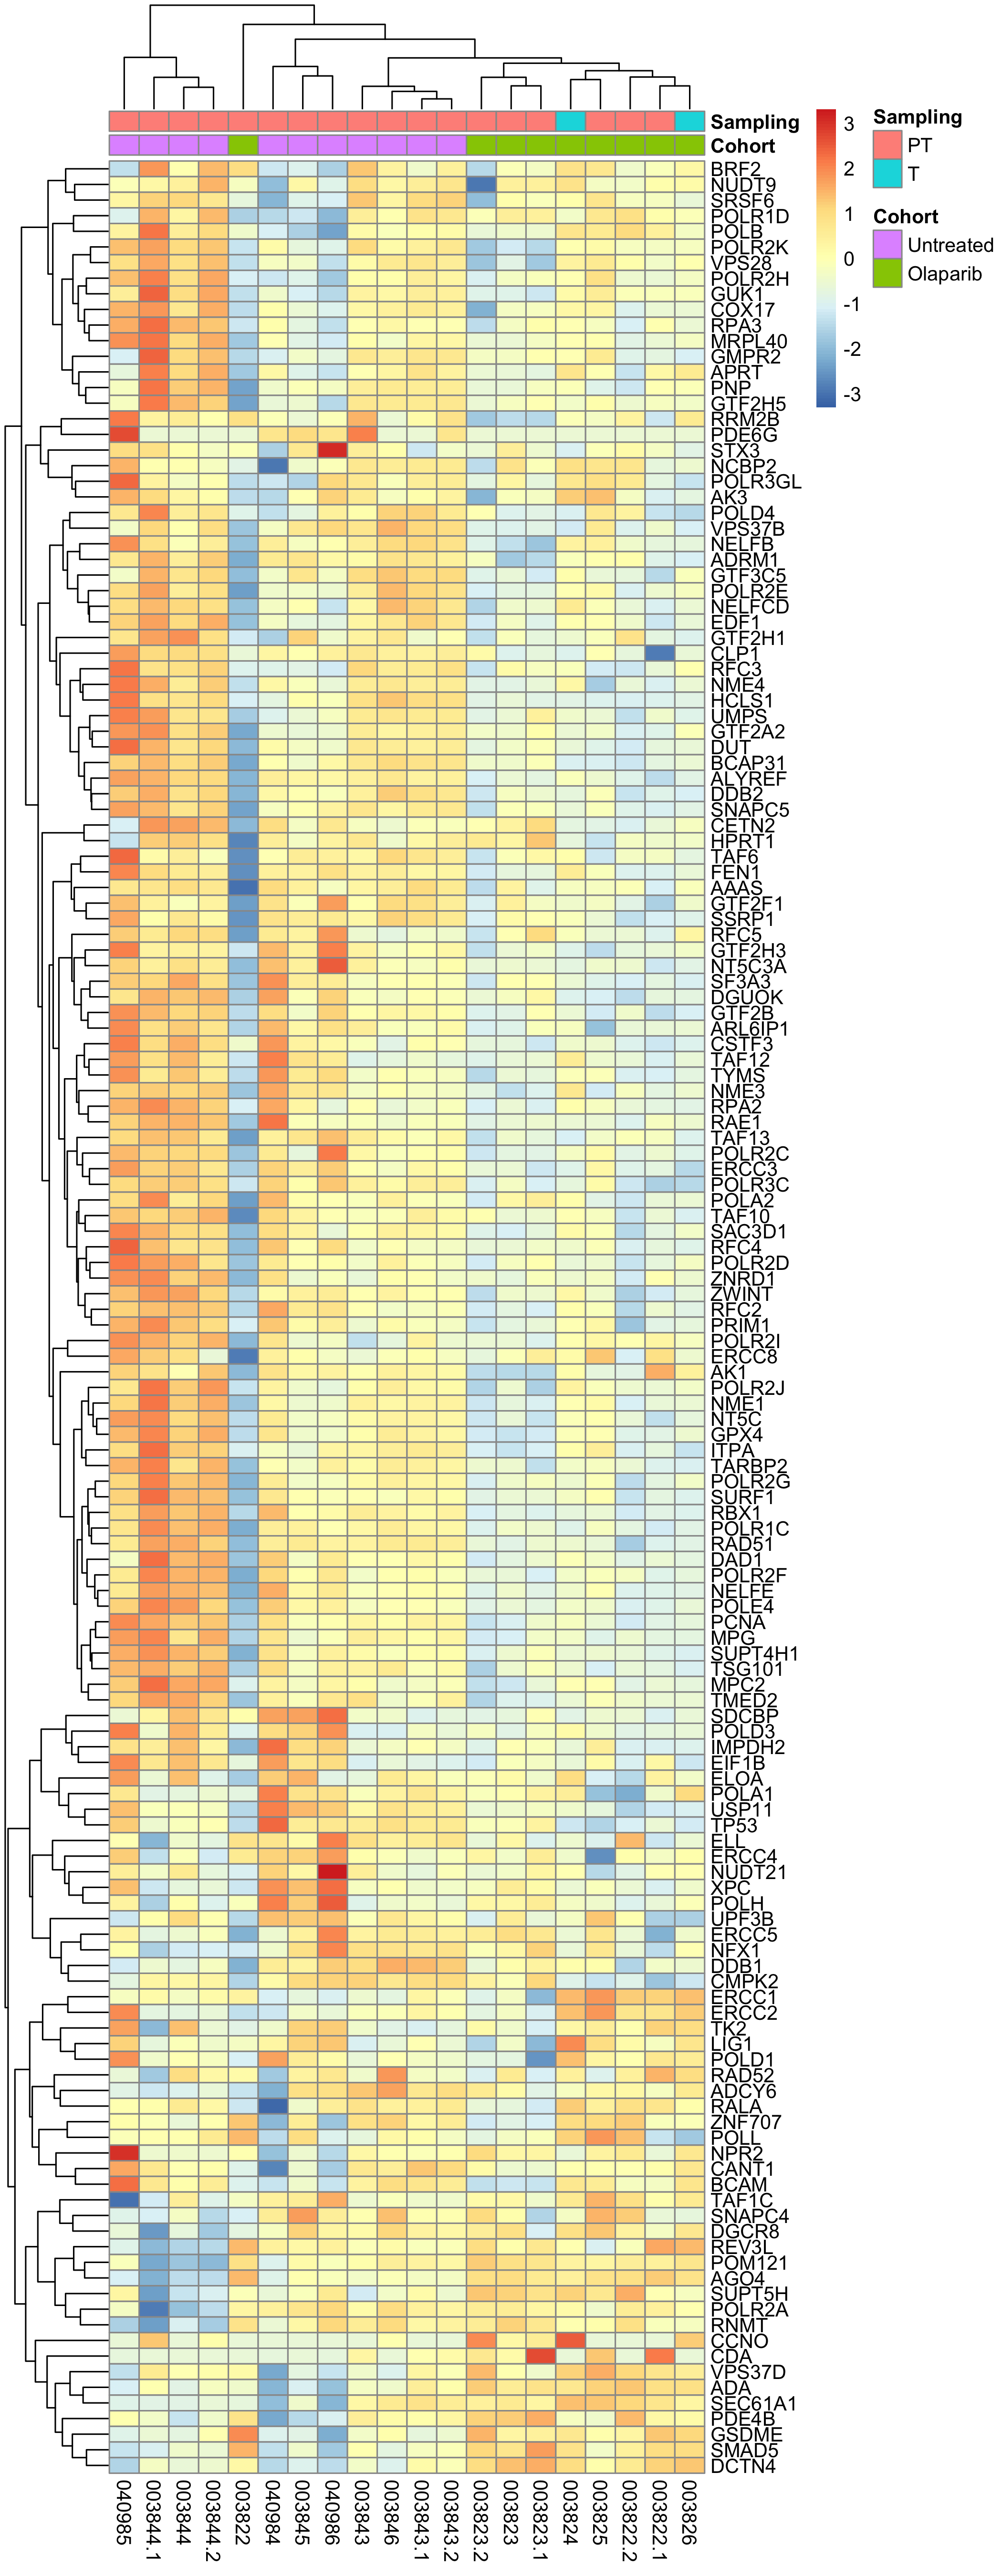 Sampling
Cohort
3
2
1
0
-1
-2
-3
Sampling
PT
T
Cohort
Untreated
Olaparib
BRF2
NUDT9
SRSF6
POLR1D
POLB
POLR2K
VPS28
POLR2H
GUK1
COX17
RPA3
MRPL40
GMPR2
APRT
PNP
GTF2H5
RRM2B
PDE6G
STX3
NCBP2
POLR3GL
AK3
POLD4
VPS37B
NELFB
ADRM1
GTF3C5
POLR2E
NELFCD
EDF1
GTF2H1
CLP1
RFC3
NME4
HCLS1
UMPS
GTF2A2
DUT
BCAP31
ALYREF
DDB2
SNAPC5
CETN2
HPRT1
TAF6
FEN1
AAAS
GTF2F1
SSRP1
RFC5
GTF2H3
NT5C3A
SF3A3
DGUOK
GTF2B
ARL6IP1
CSTF3
TAF12
TYMS
NME3
RPA2
RAE1
TAF13
POLR2C
ERCC3
POLR3C
POLA2
TAF10
SAC3D1
RFC4
POLR2D
ZNRD1
ZWINT
RFC2
PRIM1
POLR2I
ERCC8
AK1
POLR2J
NME1
NT5C
GPX4
ITPA
TARBP2
POLR2G
SURF1
RBX1
POLR1C
RAD51
DAD1
POLR2F
NELFE
POLE4
PCNA
MPG
SUPT4H1
TSG101
MPC2
TMED2
SDCBP
POLD3
IMPDH2
EIF1B
ELOA
POLA1
USP11
TP53
ELL
ERCC4
NUDT21
XPC
POLH
UPF3B
ERCC5
NFX1
DDB1
CMPK2
ERCC1
ERCC2
TK2
LIG1
POLD1
RAD52
ADCY6
RALA
ZNF707
POLL
NPR2
CANT1
BCAM
TAF1C
SNAPC4
DGCR8
REV3L
POM121
AGO4
SUPT5H
POLR2A
RNMT
CCNO
CDA
VPS37D
ADA
SEC61A1
PDE4B
GSDME
SMAD5
DCTN4
040985
003844.1
003844
003844.2
003822
040984
003845
040986
003843
003846
003843.1
003843.2
003823.2
003823
003823.1
003824
003825
003822.2
003822.1
003826